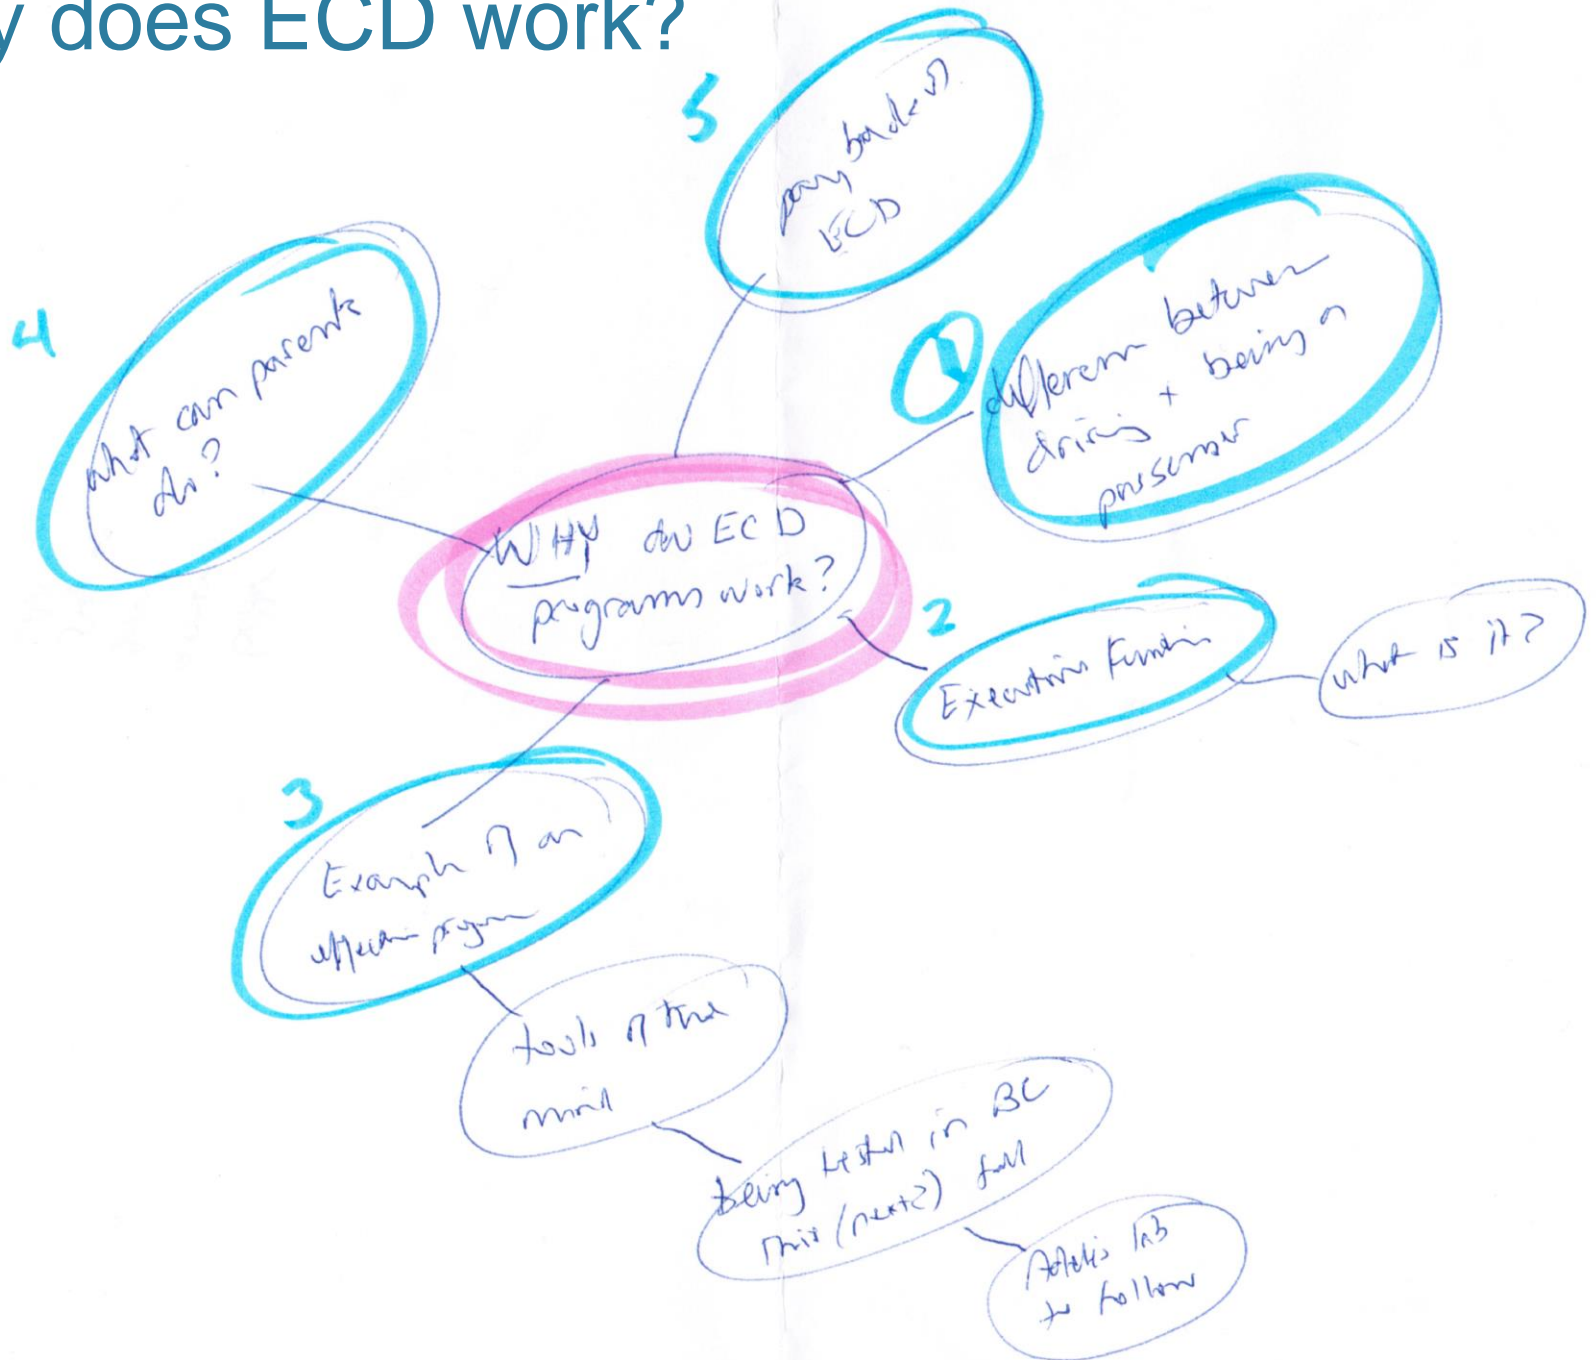 y does ECD work?
5
pay back of
ECD
4
what can parents
do?
1
difference between
driving + being a
passenger
WHY do ECD
programs work?
2
Executive Function
what is it?
3
Example of an
effective program
tools of the
mind
being tested in BC
this (next?) fall
lab
to follow